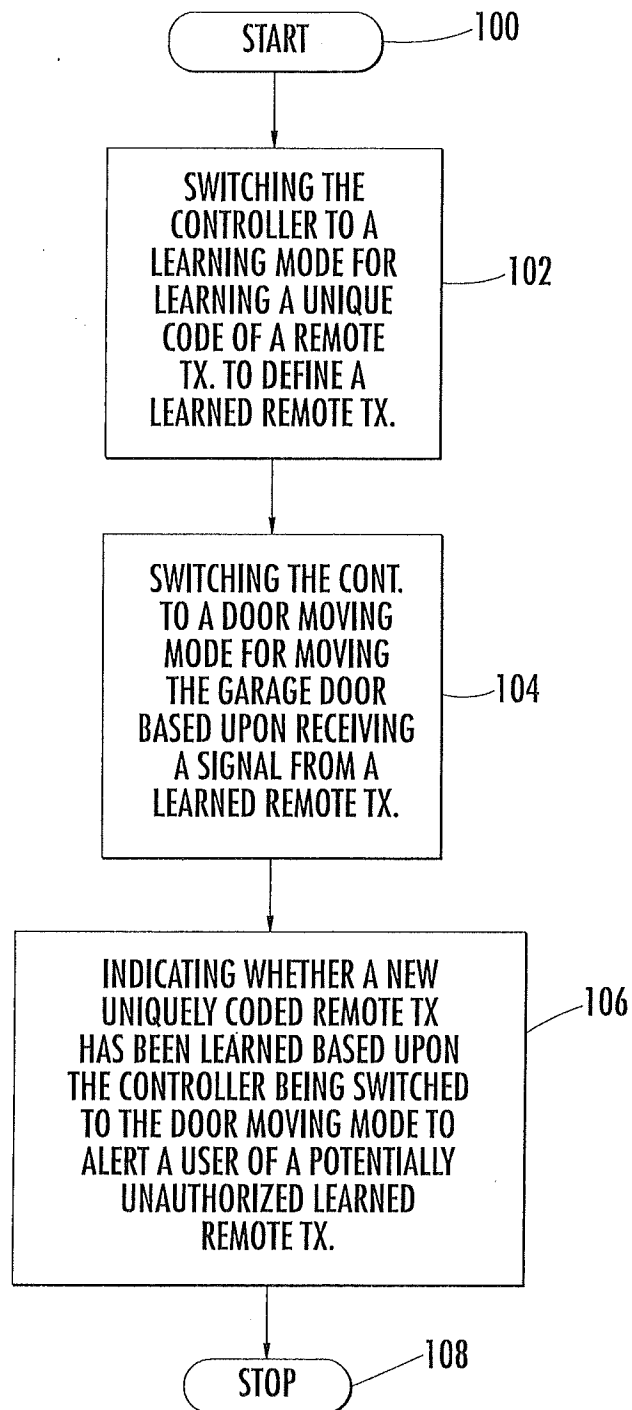 START
100
SWITCHING THE
CONTROLLER TO A
LEARNING MODE FOR
LEARNING A UNIQUE
CODE OF A REMOTE
TX. TO DEFINE A
LEARNED REMOTE TX.
102
SWITCHING THE CONT.
TO A DOOR MOVING
MODE FOR MOVING
THE GARAGE DOOR
BASED UPON RECEIVING
A SIGNAL FROM A
LEARNED REMOTE TX.
104
INDICATING WHETHER A NEW
UNIQUELY CODED REMOTE TX
HAS BEEN LEARNED BASED UPON
THE CONTROLLER BEING SWITCHED
TO THE DOOR MOVING MODE TO
ALERT A USER OF A POTENTIALLY
UNAUTHORIZED LEARNED
REMOTE TX.
106
STOP
108